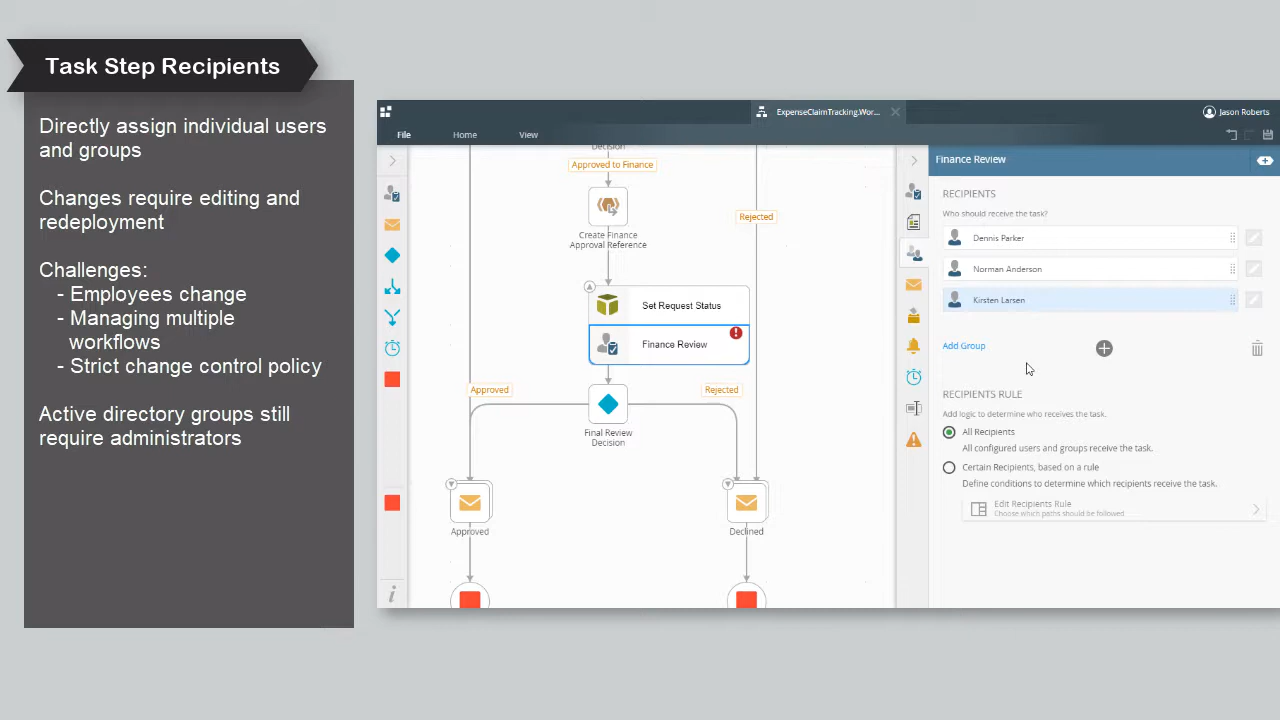 Task Step Recipients
Directly assign individual users
and groups
Changes require editing and
redeployment
Challenges:
- Employees change
- Managing multiple
workflows
- Strict change control policy
Active directory groups still
require administrators
ExpenseClaimTracking.Wor...
Jason Roberts
File
Home
View
Decision
Approved to Finance
Create Finance
Approval Reference
Rejected
Set Request Status
Finance Review
Approved
Rejected
Final Review
Decision
Approved
Declined
Finance Review
RECIPIENTS
Who should receive the task?
Dennis Parker
Norman Anderson
Kirsten Larsen
Add Group
RECIPIENTS RULE
Add logic to determine who receives the task.
All Recipients
All configured users and groups receive the task.
Certain Recipients, based on a rule
Define conditions to determine which recipients receive the task.
Edit Recipients Rule
Choose which paths should be followed